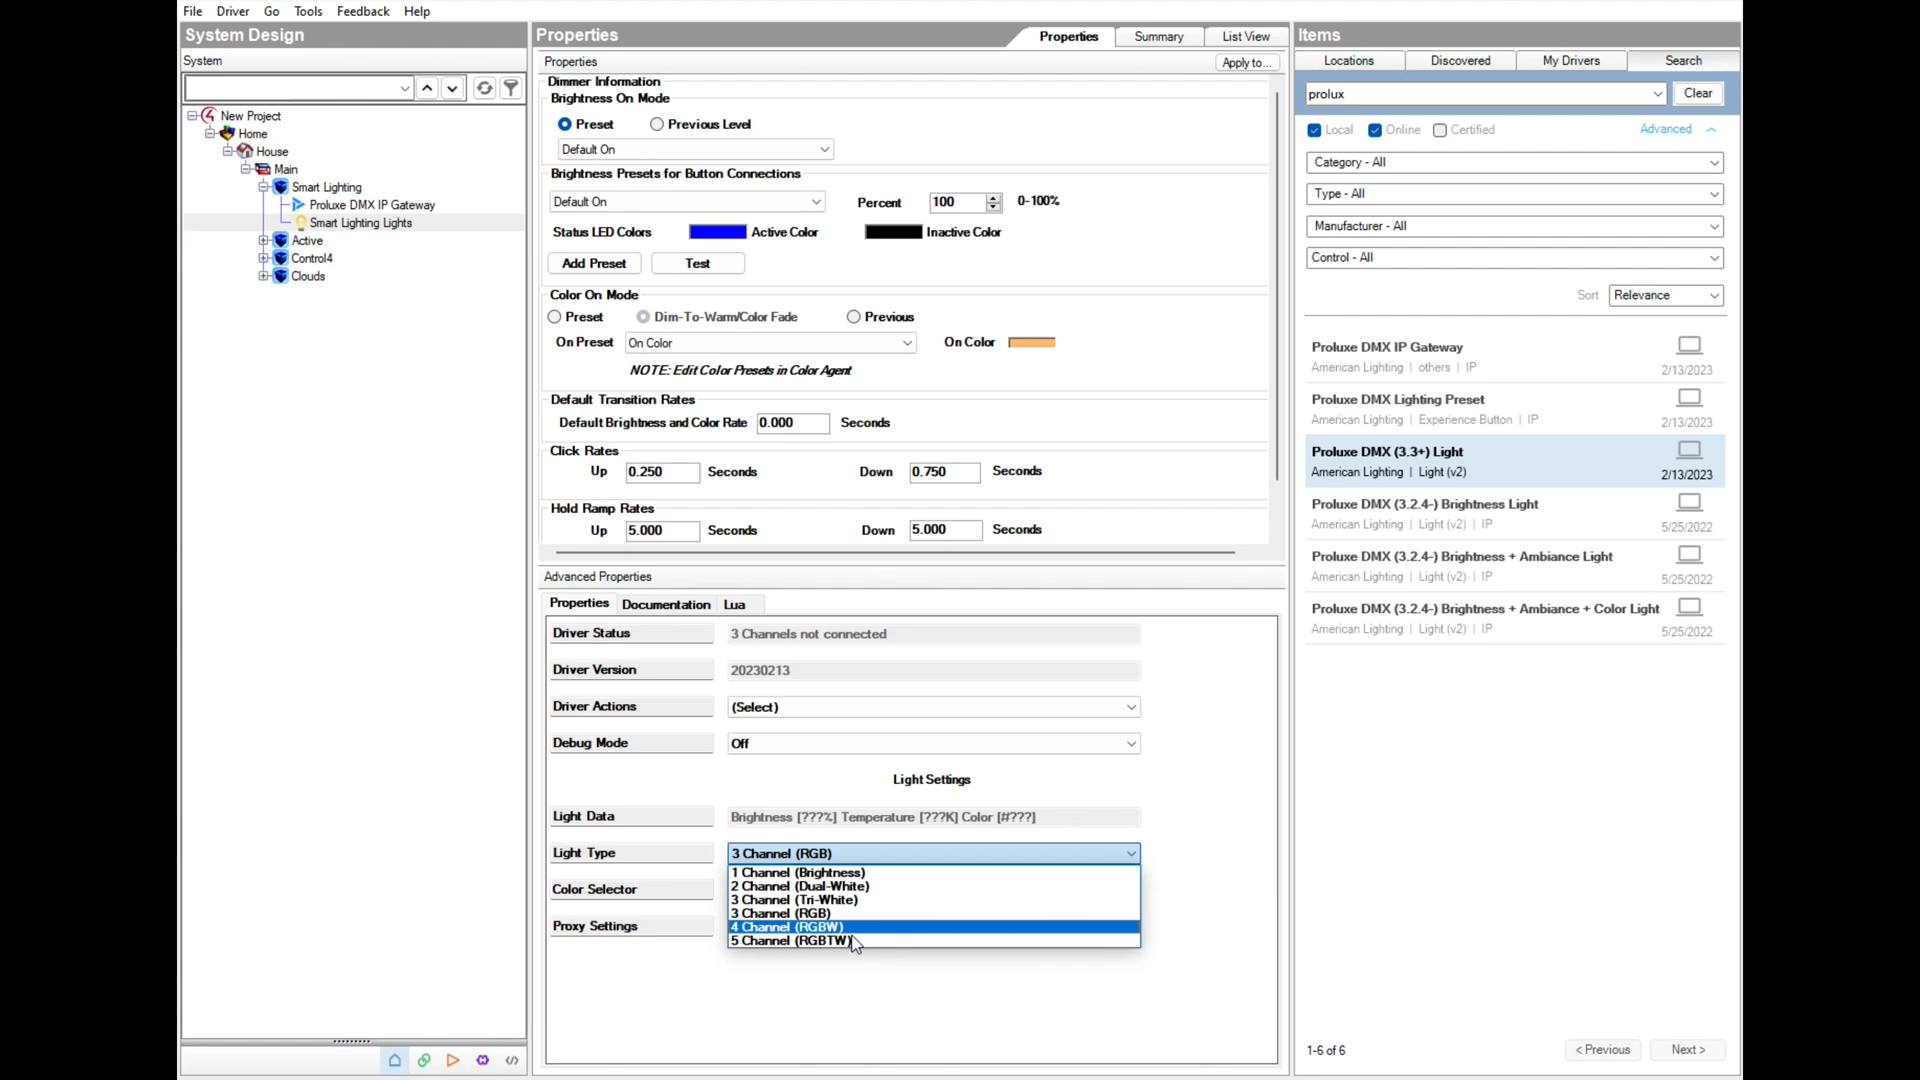 File Driver Go Tools Feedback Help
System Design
System
New Project
Home
House
Main
Smart Lighting
Proluxe DMX IP Gateway
Smart Lighting Lights
Active
Control4
Clouds
Properties
Properties Summary List View
Properties
Apply to...
Dimmer Information
Brightness On Mode
Preset Previous Level
Default On
Brightness Presets for Button Connections
Default On Percent 100 0-100%
Status LED Colors Active Color Inactive Color
Add Preset Test
Color On Mode
Preset Dim-To-Warm/Color Fade Previous
On Preset On Color On Color
NOTE: Edit Color Presets in Color Agent
Default Transition Rates
Default Brightness and Color Rate 0.000 Seconds
Click Rates
Up 0.250 Seconds Down 0.750 Seconds
Hold Ramp Rates
Up 5.000 Seconds Down 5.000 Seconds
Advanced Properties
Properties Documentation Lua
Driver Status 3 Channels not connected
Driver Version 20230213
Driver Actions (Select)
Debug Mode Off
Light Settings
Light Data Brightness [???%] Temperature [???K] Color [#???]
Light Type 3 Channel (RGB)
1 Channel (Brightness)
2 Channel (Dual-White)
3 Channel (Tri-White)
3 Channel (RGB)
4 Channel (RGBW)
5 Channel (RGBTW)
Color Selector
Proxy Settings
Items
Locations Discovered My Drivers Search
prolux Clear
Local Online Certified Advanced
Category - All
Type - All
Manufacturer - All
Control - All
Sort Relevance
Proluxe DMX IP Gateway
American Lighting | others | IP 2/13/2023
Proluxe DMX Lighting Preset
American Lighting | Experience Button | IP 2/13/2023
Proluxe DMX (3.3+) Light
American Lighting | Light (v2) 2/13/2023
Proluxe DMX (3.2.4-) Brightness Light
American Lighting | Light (v2) | IP 5/25/2022
Proluxe DMX (3.2.4-) Brightness + Ambiance Light
American Lighting | Light (v2) | IP 5/25/2022
Proluxe DMX (3.2.4-) Brightness + Ambiance + Color Light
American Lighting | Light (v2) | IP 5/25/2022
1-6 of 6 < Previous Next >